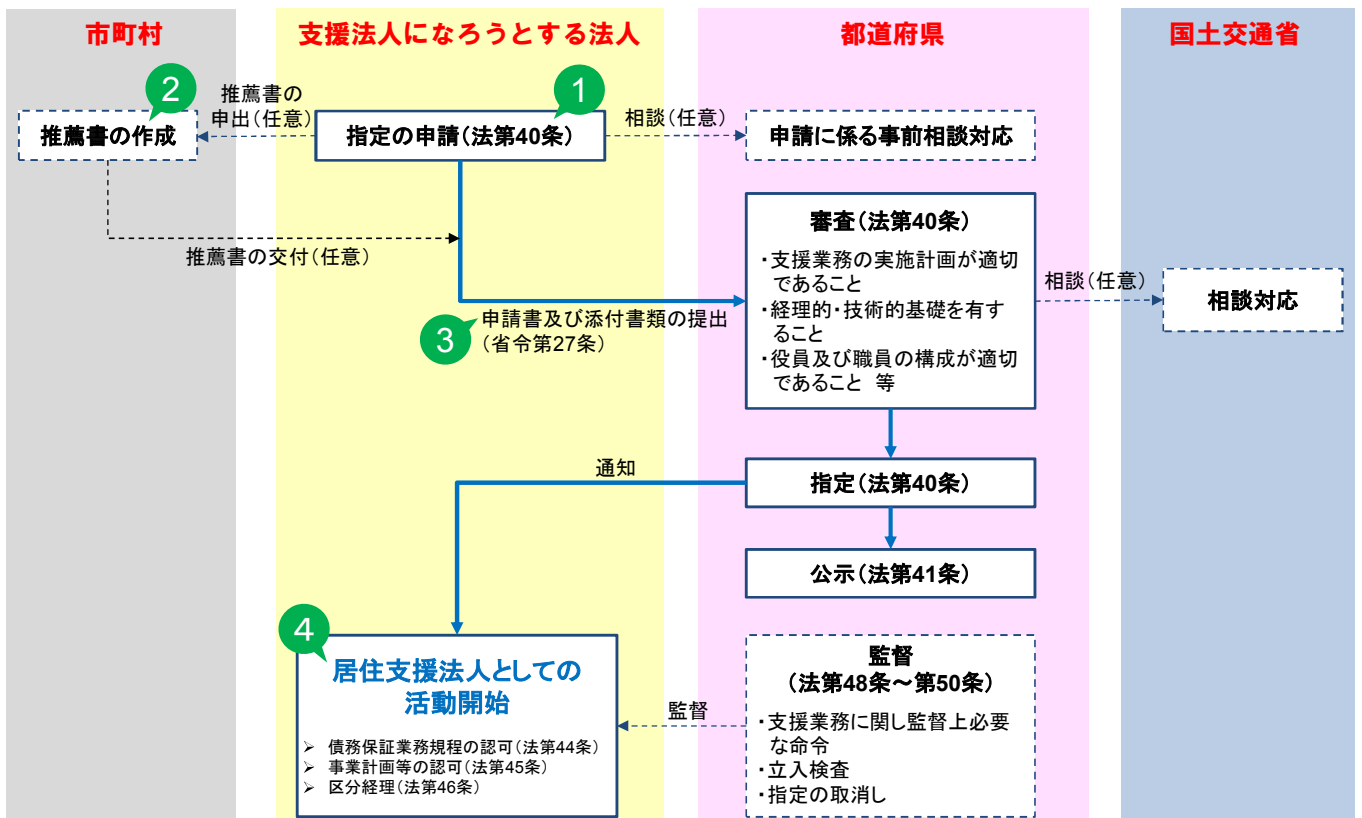 市町村
支援法人になろうとする法人
都道府県
国土交通省
2
推薦書の
申出(任意)
1
相談(任意)
推薦書の作成
指定の申請(法第40条)
申請に係る事前相談対応
推薦書の交付(任意)
審査(法第40条)
・支援業務の実施計画が適切
であること
・経理的・技術的基礎を有す
ること
・役員及び職員の構成が適切
であること 等
相談(任意)
相談対応
3
申請書及び添付書類の提出
(省令第27条)
通知
指定(法第40条)
公示(法第41条)
4
居住支援法人としての
活動開始
➢ 債務保証業務規程の認可(法第44条)
➢ 事業計画等の認可(法第45条)
➢ 区分経理(法第46条)
監督
監督
(法第48条~第50条)
・支援業務に関し監督上必要
な命令
・立入検査
・指定の取消し